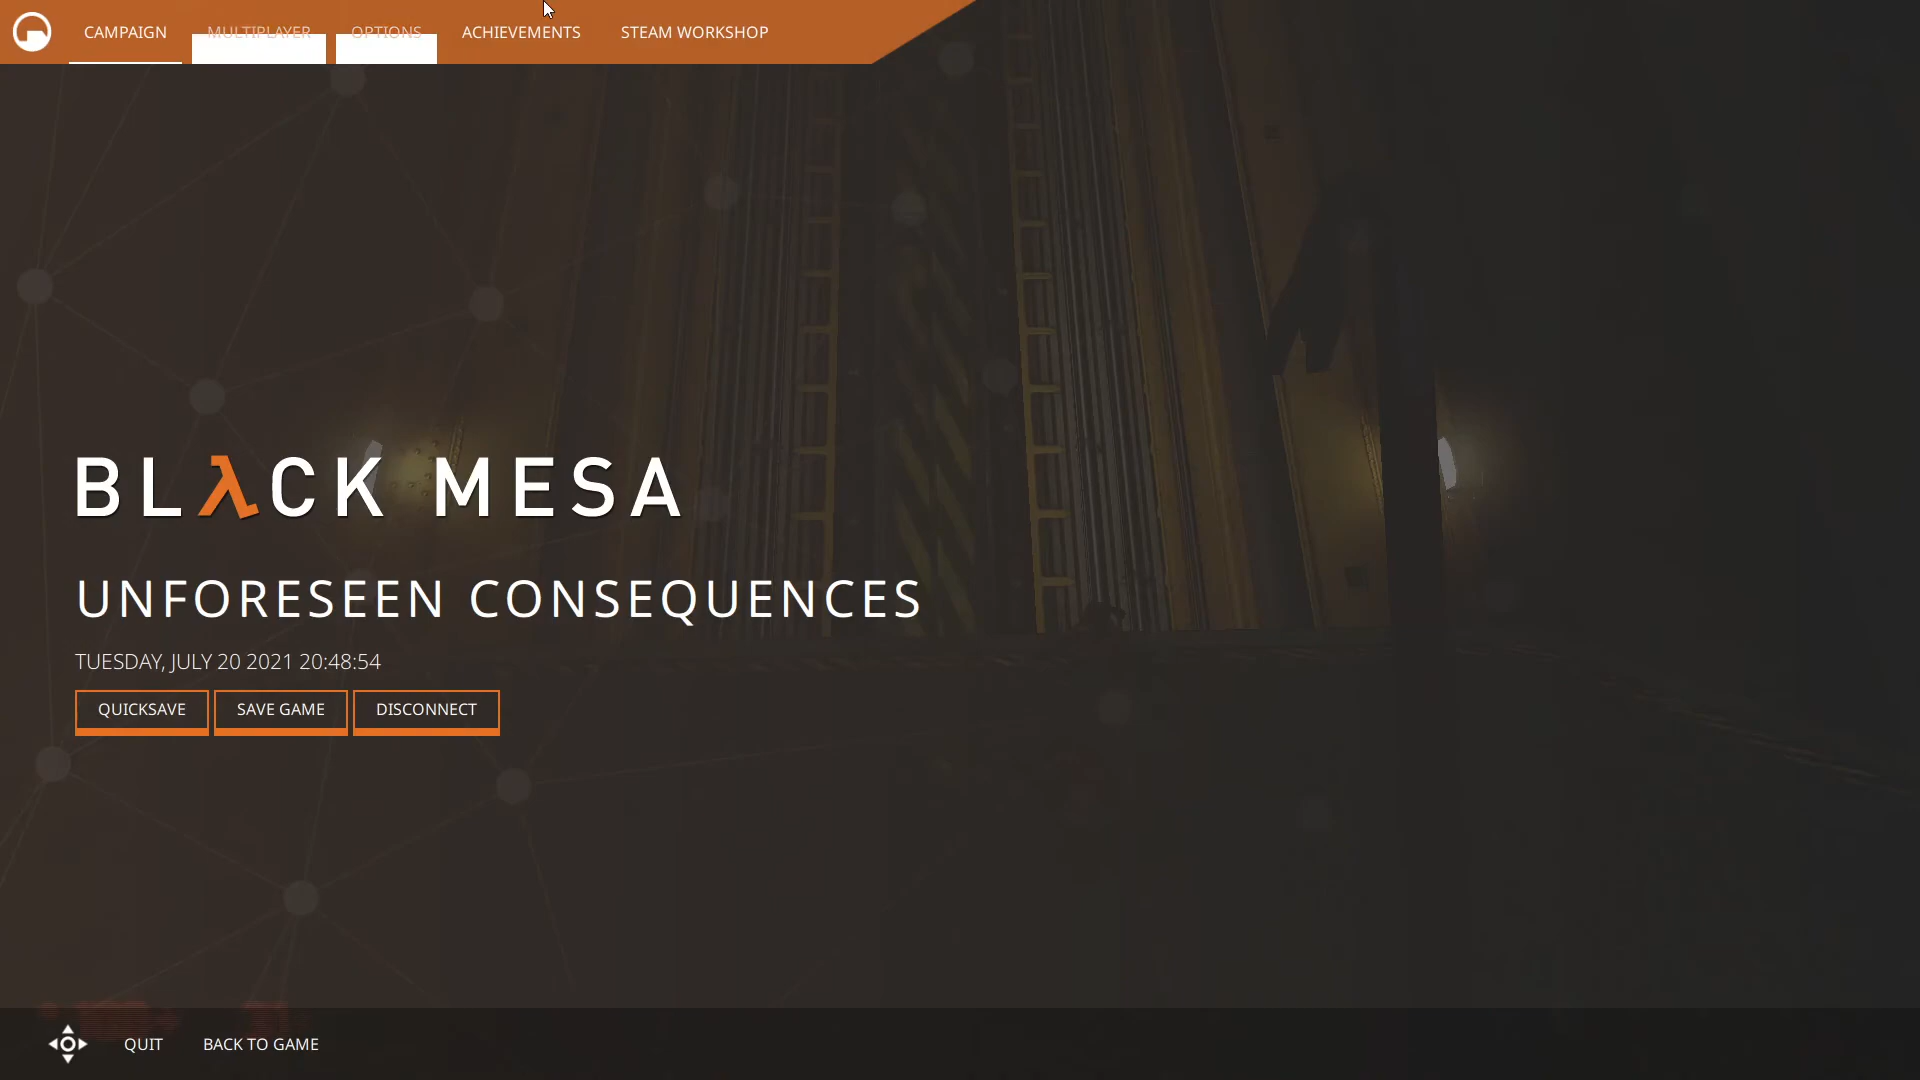 CAMPAIGN MULTIPLAYER OPTIONS ACHIEVEMENTS STEAM WORKSHOP
BLλCK MESA
UNFORESEEN CONSEQUENCES
TUESDAY, JULY 20 2021 20:48:54
QUICKSAVE SAVE GAME DISCONNECT
QUIT BACK TO GAME